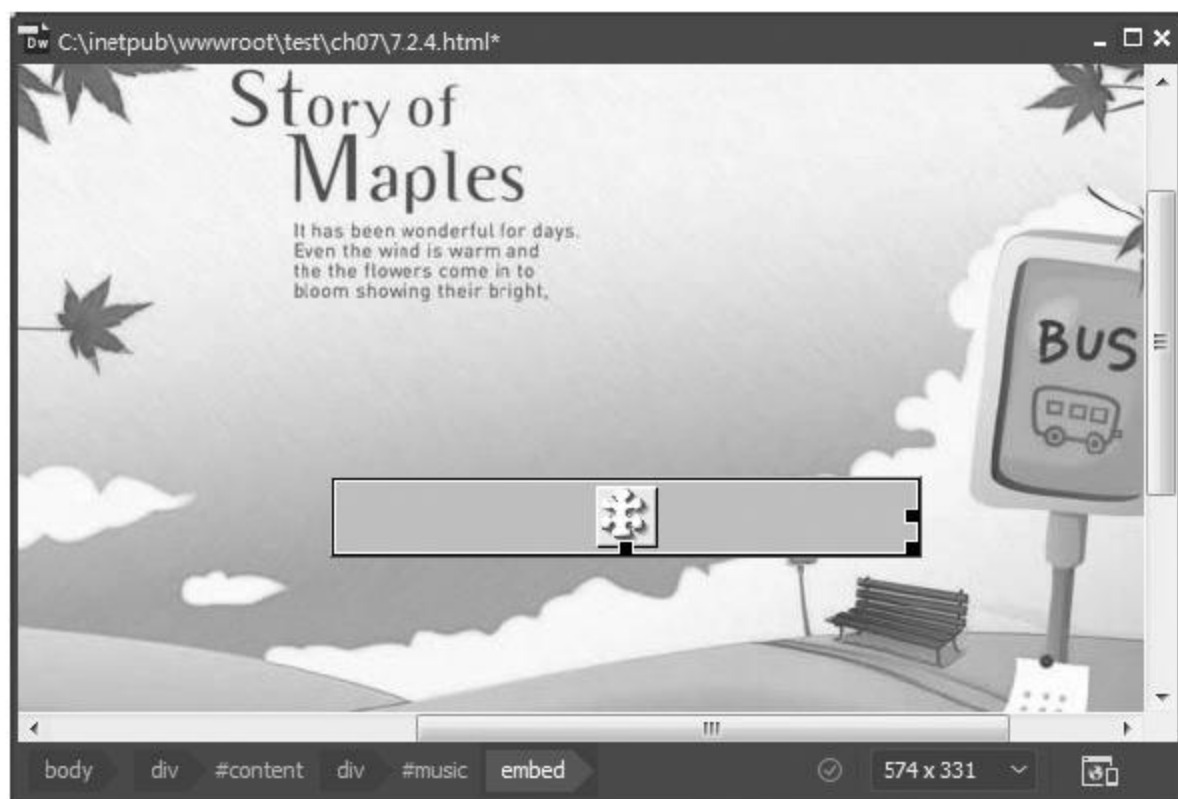 Dw C:\inetpub\wwwroot\test\ch07\7.2.4.html*
Story of
Maples
It has been wonderful for days.
Even the wind is warm and
the the flowers come in to
bloom showing their bright,
BUS
body div #content div #music embed 574 x 331